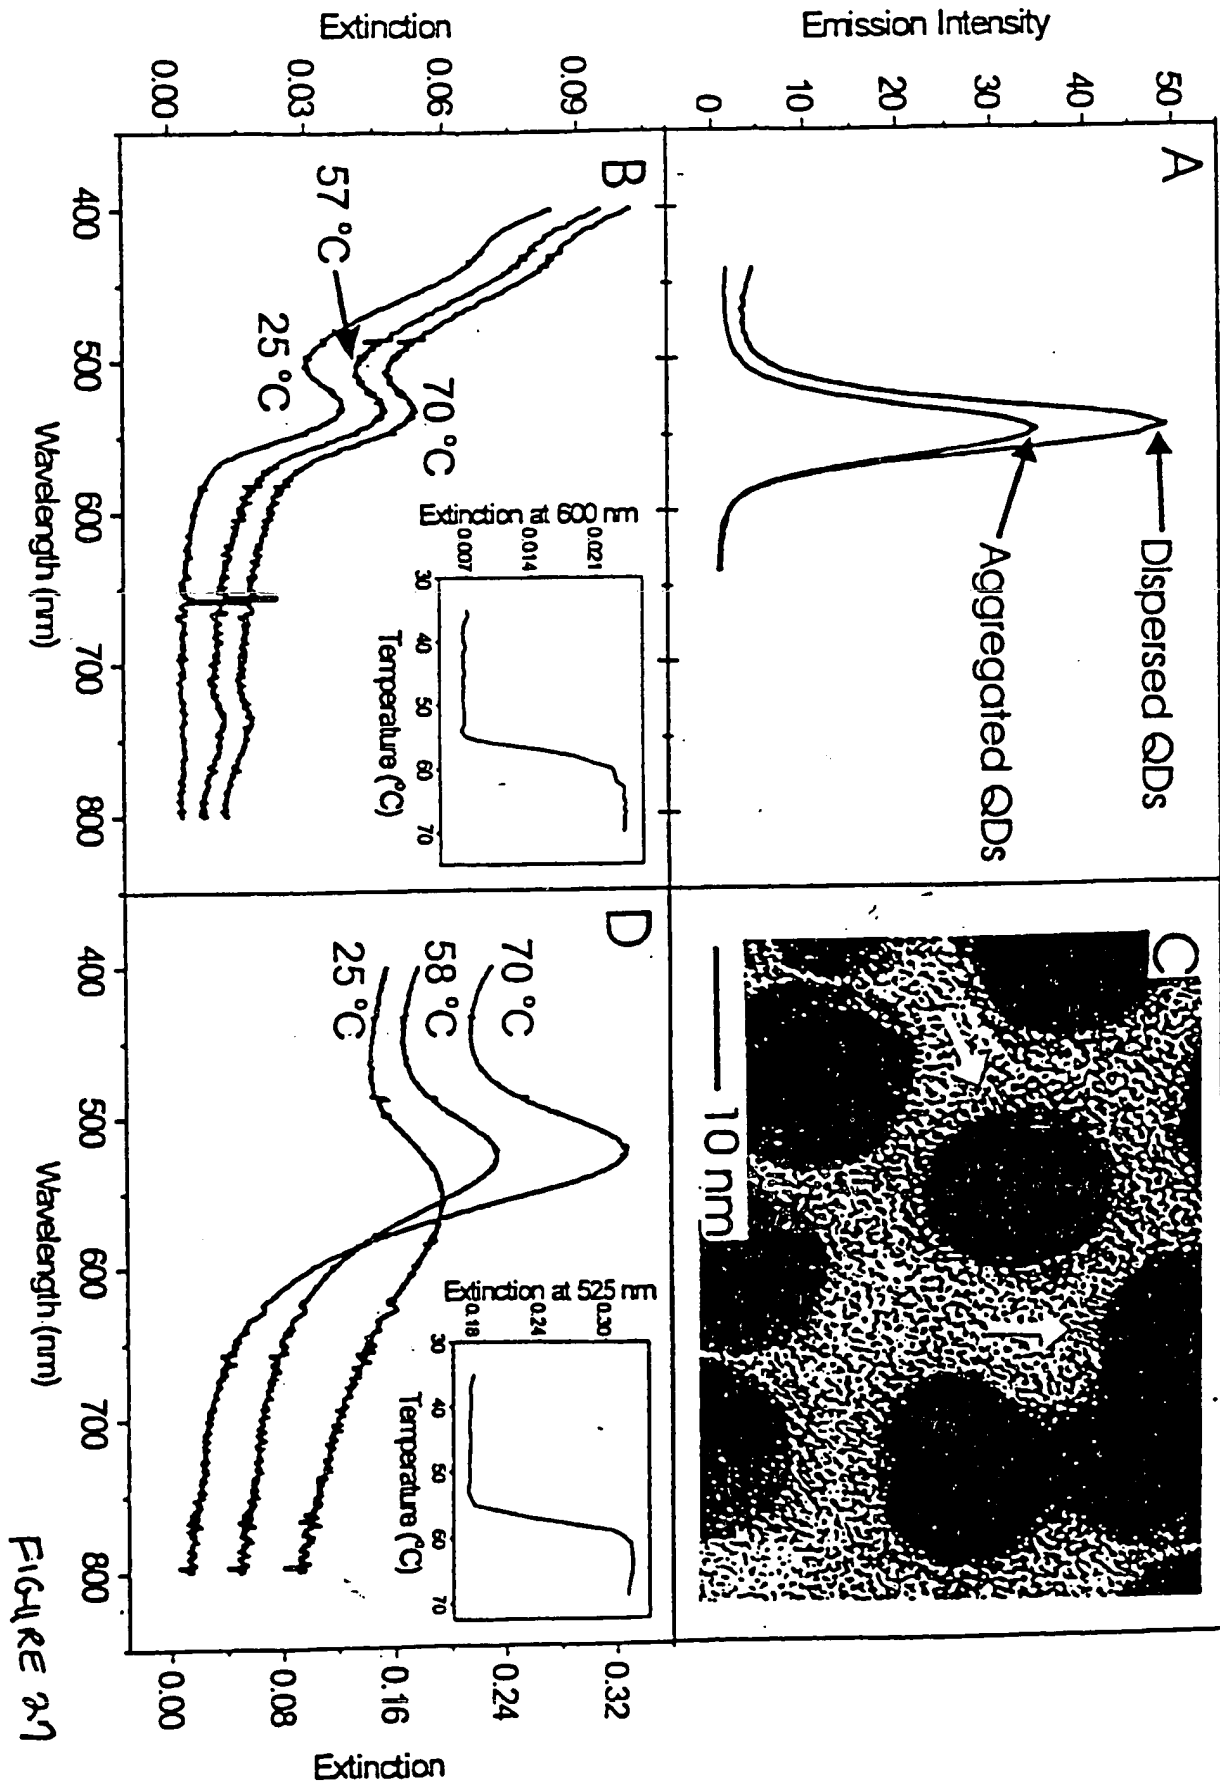 A
Emission Intensity
50
40
30
20
10
0
Dispersed QDs
Aggregated QDs
B
Extinction
0.09
0.06
0.03
0.00
57 °C
25 °C
70 °C
Extinction at 600 nm
0.021
0.014
0.007
30
40
50
60
70
Temperature (°C)
400
500
600
700
800
Wavelength (nm)
C
10 nm
D
70 °C
58 °C
25 °C
Extinction at 525 nm
0.30
0.24
0.18
30
40
50
60
70
Temperature (°C)
0.32
0.24
0.16
0.08
0.00
Extinction
400
500
600
700
800
Wavelength (nm)
FIGURE 27